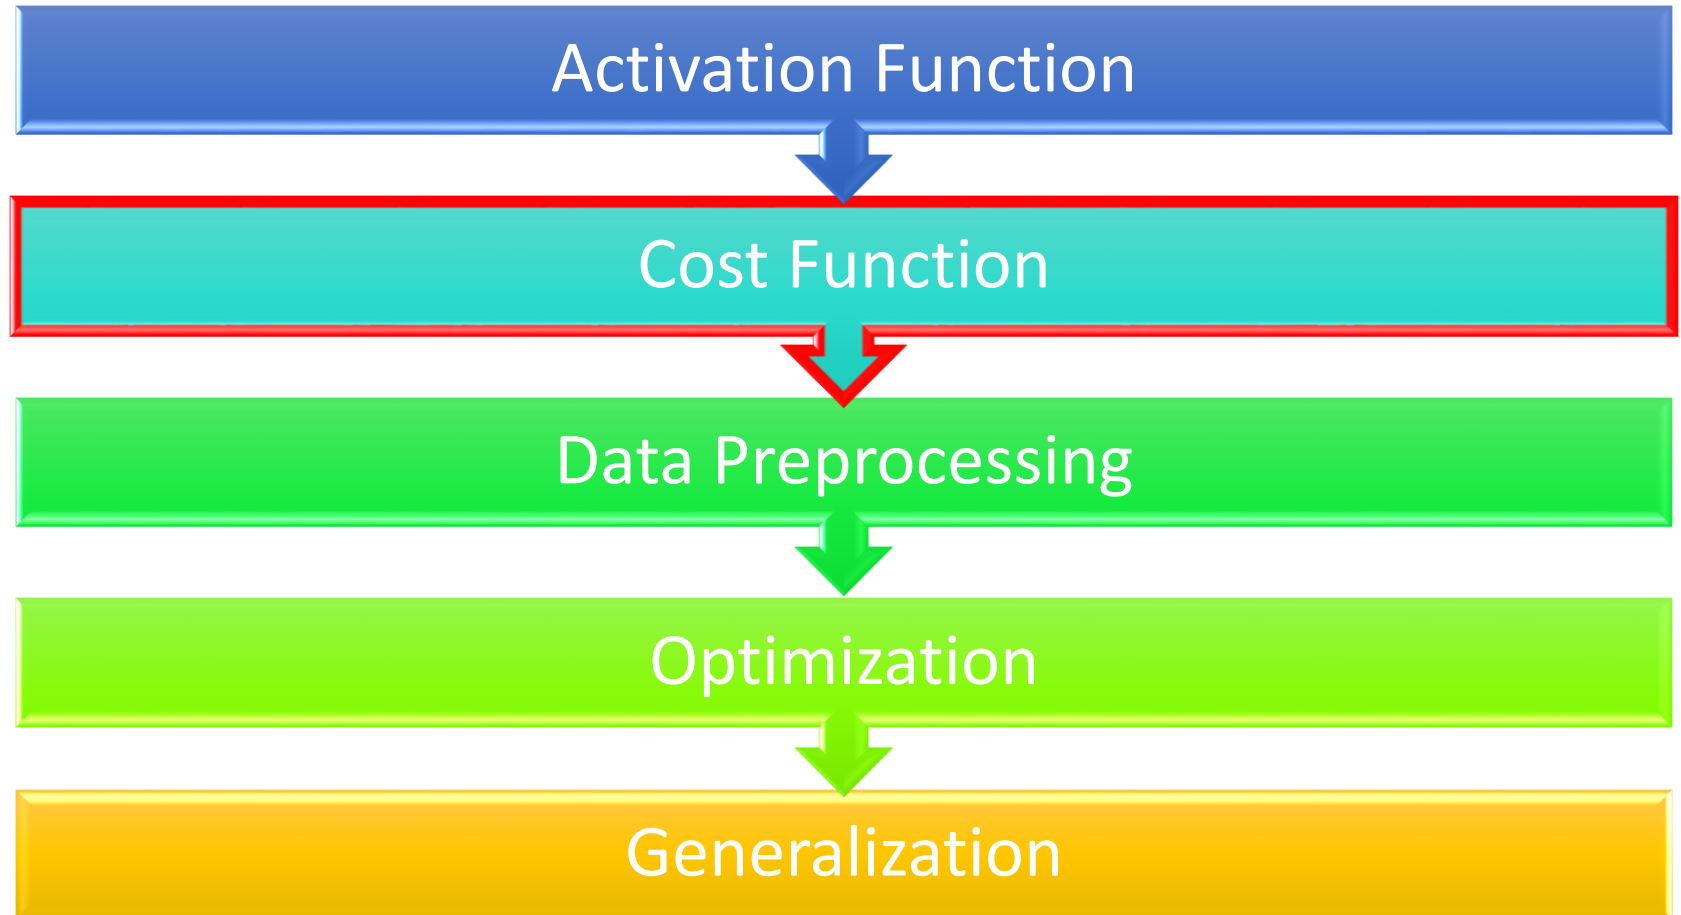 Activation Function
Cost Function
Data Preprocessing
Optimization
Generalization